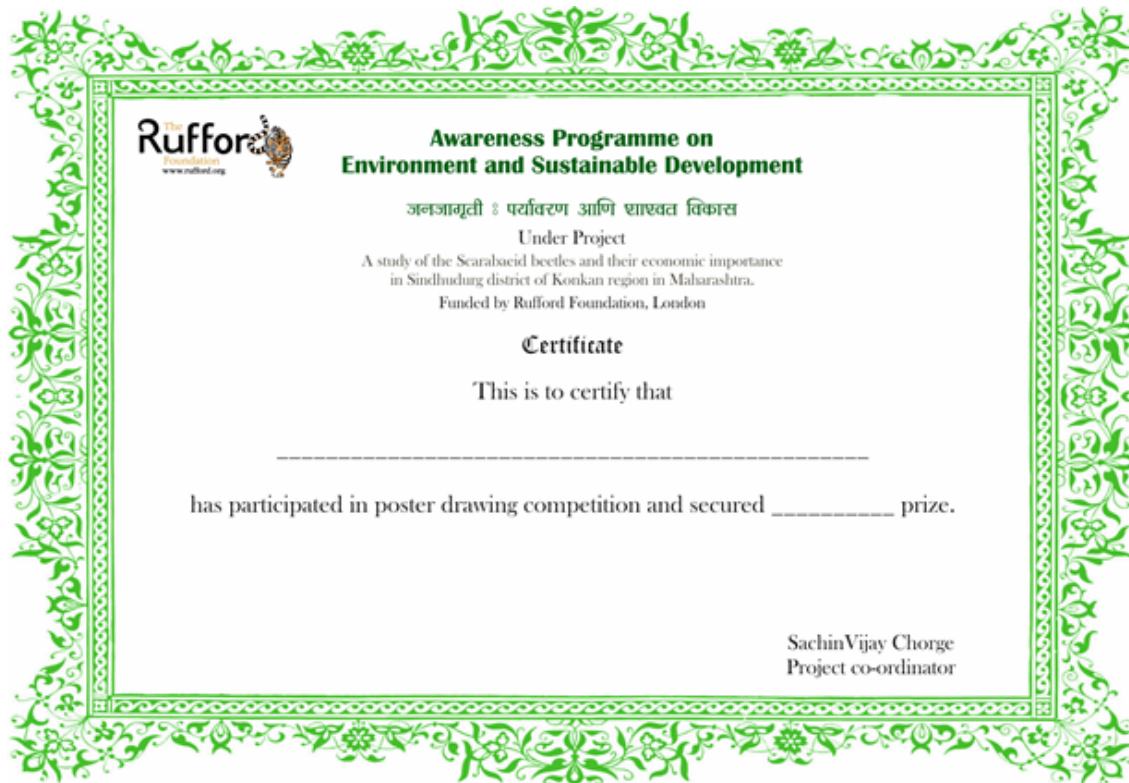 The
Rufford
Foundation
www.rufford.org
Awareness Programme on
Environment and Sustainable Development
जनजागृती : पर्यावरण आणि शाश्वत विकास
Under Project
A study of the Scarabaeid beetles and their economic importance
in Sindhudurg district of Konkan region in Maharashtra.
Funded by Rufford Foundation, London
Certificate
This is to certify that
________________________________________________
has participated in poster drawing competition and secured __________ prize.
SachinVijay Chorge
Project co-ordinator